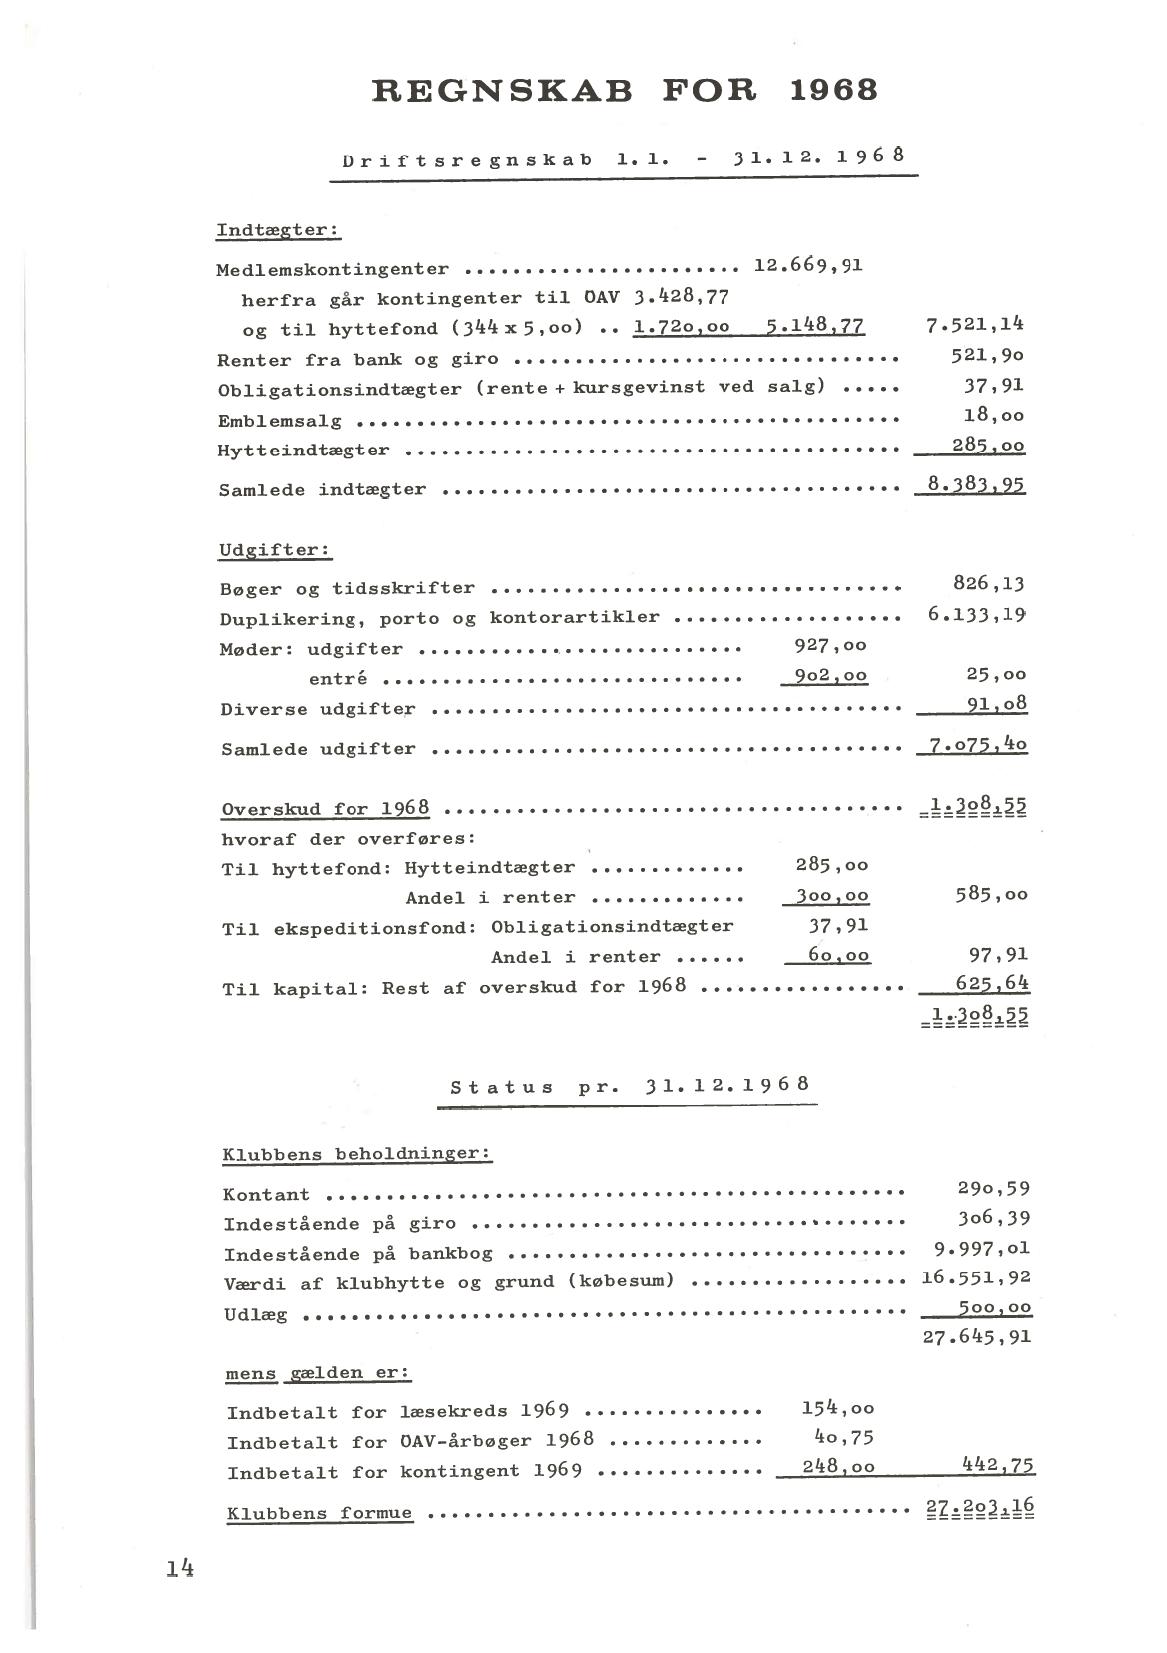 REGNSKAB FOR 1968
Driftsregnskab 1.1. - 31.12. 1968
Indtægter:
Medlemskontingenter ....................... 12.669,91
herfra går kontingenter til ÖAV 3.428,77
og til hyttefond (344 x 5,oo) .. 1.72o,oo 5.148,77 7.521,14
Renter fra bank og giro ................................ 521,9o
Obligationsindtægter (rente + kursgevinst ved salg) ..... 37,91
Emblemsalg ............................................. 18,oo
Hytteindtægter ......................................... 285,oo
Samlede indtægter ...................................... 8.383,95
Udgifter:
Bøger og tidsskrifter .................................. 826,13
Duplikering, porto og kontorartikler ................... 6.133,19
Møder: udgifter ........................... 927,oo
entré .............................. 9o2,oo 25,oo
Diverse udgifter ....................................... 91,o8
Samlede udgifter ....................................... 7.o75,4o
Overskud for 1968 ...................................... 1.3o8,55
hvoraf der overføres:
Til hyttefond: Hytteindtægter ............. 285,oo
Andel i renter ............. 3oo,oo 585,oo
Til ekspeditionsfond: Obligationsindtægter 37,91
Andel i renter ...... 6o,oo 97,91
Til kapital: Rest af overskud for 1968 ................. 625,64
1.3o8,55
Status pr. 31.12.1968
Klubbens beholdninger:
Kontant ................................................ 29o,59
Indestående på giro .................................... 3o6,39
Indestående på bankbog ................................. 9.997,o1
Værdi af klubhytte og grund (købesum) .................. 16.551,92
Udlæg .................................................. 5oo,oo
27.645,91
mens gælden er:
Indbetalt for læsekreds 1969 ............... 154,oo
Indbetalt for ÖAV-årbøger 1968 ............. 4o,75
Indbetalt for kontingent 1969 .............. 248,oo 442,75
Klubbens formue ........................................ 27.2o3,16
14